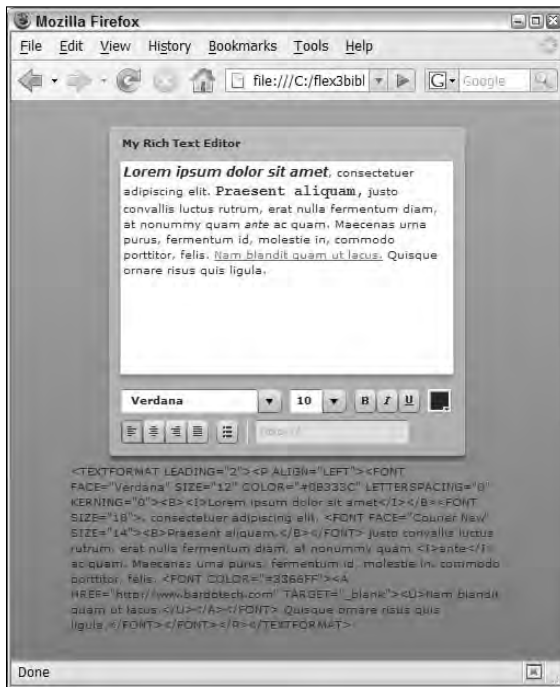 Mozilla Firefox
File Edit View History Bookmarks Tools Help
file:///C:/flex3bibl
G Google
My Rich Text Editor
Lorem ipsum dolor sit amet, consectetuer
adipiscing elit. Praesent aliquam, justo
convallis luctus rutrum, erat nulla fermentum diam,
at nonummy quam ante ac quam. Maecenas urna
purus, fermentum id, molestie in, commodo
porttitor, felis. Nam blandit quam ut lacus. Quisque
ornare risus quis ligula.
Verdana 10 B I U
<TEXTFORMAT LEADING="2"><P ALIGN="LEFT"><FONT
FACE="Verdana" SIZE="12" COLOR="#0B333C" LETTERSPACING="0"
KERNING="0"><B><I>Lorem ipsum dolor sit amet</I></B><FONT
SIZE="10">, consectetuer adipiscing elit. <FONT FACE="Courier New"
SIZE="14"><B>Praesent aliquam,</B></FONT> justo convallis luctus
rutrum, erat nulla fermentum diam, at nonummy quam <I>ante</I>
ac quam. Maecenas urna purus, fermentum id, molestie in, commodo
porttitor, felis. <FONT COLOR="#3366FF"><A
HREF="http://www.bardotech.com" TARGET="_blank"><U>Nam blandit
quam ut lacus.</U></A></FONT> Quisque ornare risus quis
ligula.</FONT></FONT></P></TEXTFORMAT>
Done